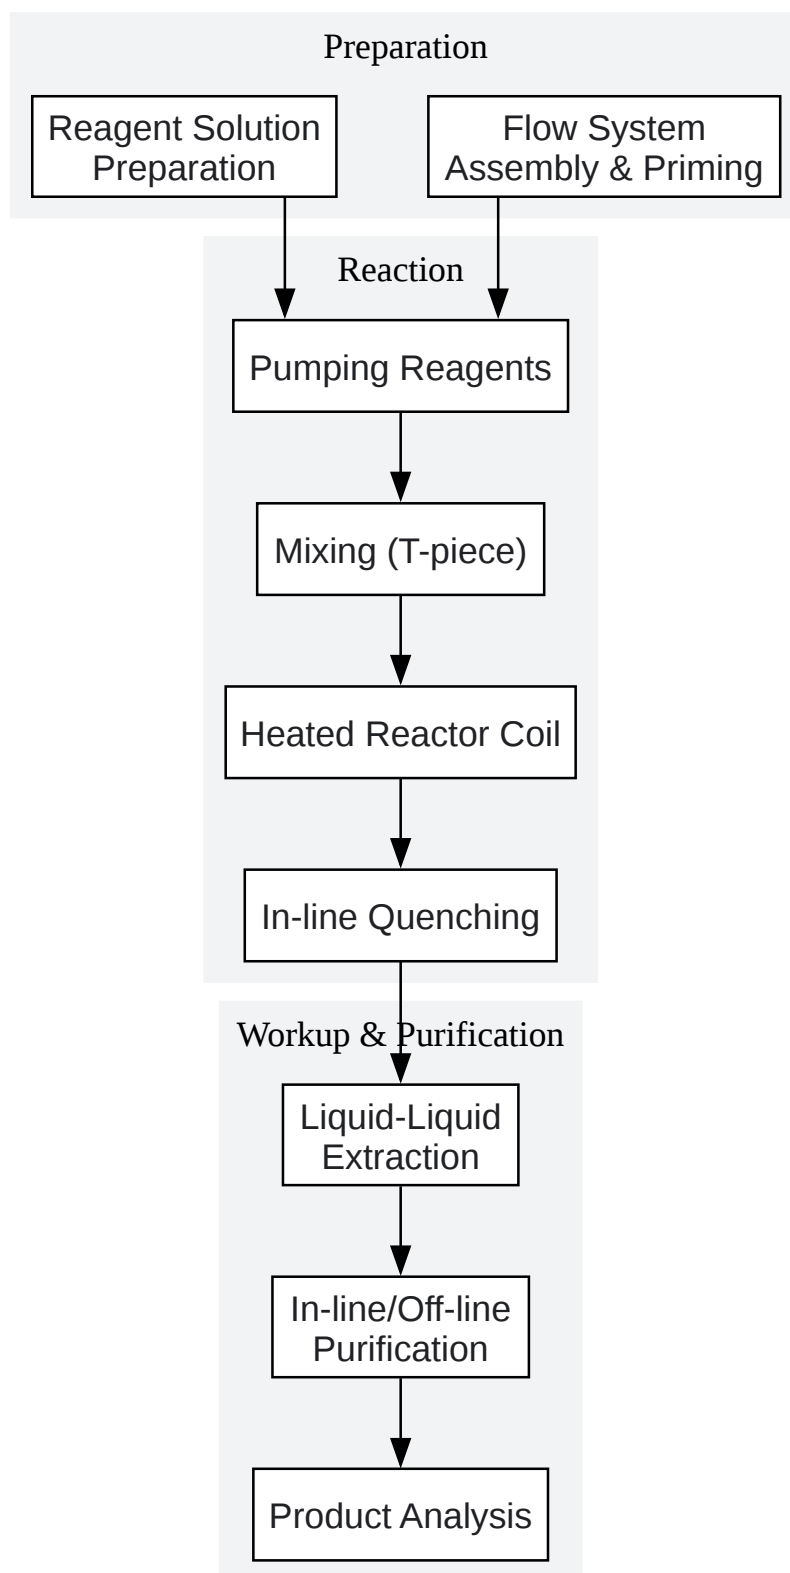 Preparation
Reagent Solution
Preparation
Flow System
Assembly & Priming
Reaction
Pumping Reagents
Mixing (T-piece)
Heated Reactor Coil
In-line Quenching
Workup & Purification
Liquid-Liquid
Extraction
In-line/Off-line
Purification
Product Analysis